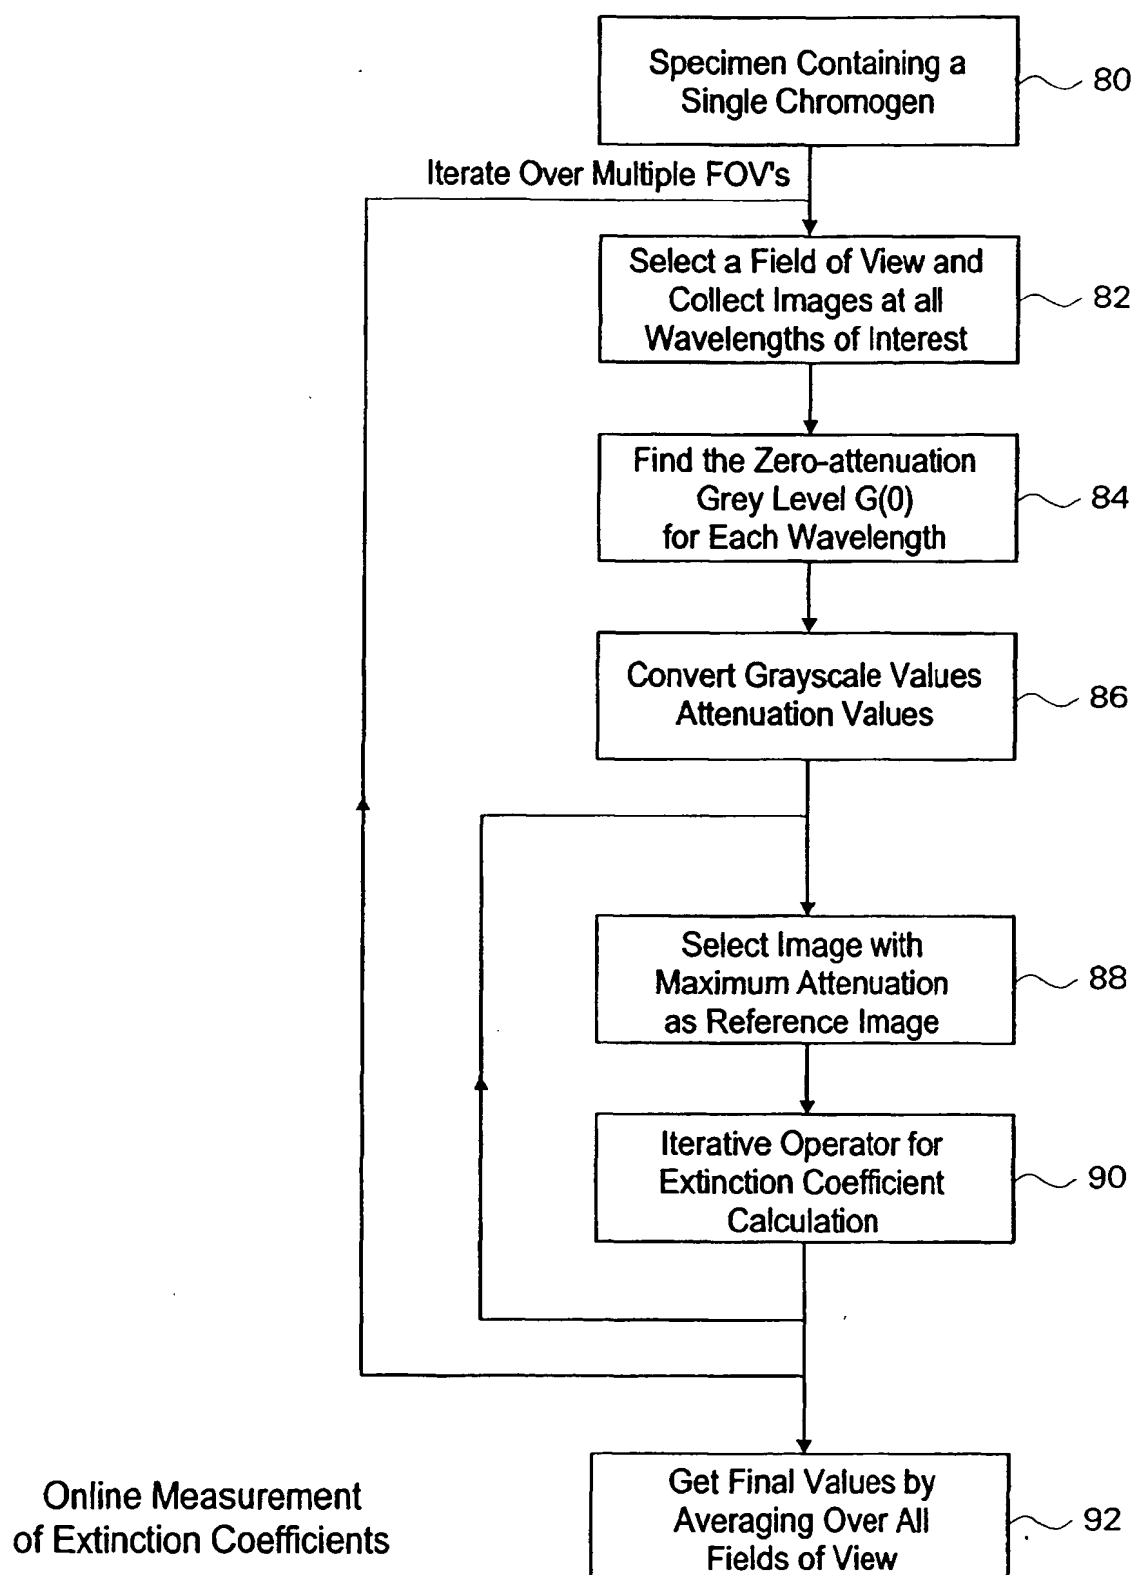 Specimen Containing a
Single Chromogen
80
Iterate Over Multiple FOV's
Select a Field of View and
Collect Images at all
Wavelengths of Interest
82
Find the Zero-attenuation
Grey Level G(0)
for Each Wavelength
84
Convert Grayscale Values
Attenuation Values
86
Select Image with
Maximum Attenuation
as Reference Image
88
Iterative Operator for
Extinction Coefficient
Calculation
90
Get Final Values by
Averaging Over All
Fields of View
92
Online Measurement
of Extinction Coefficients